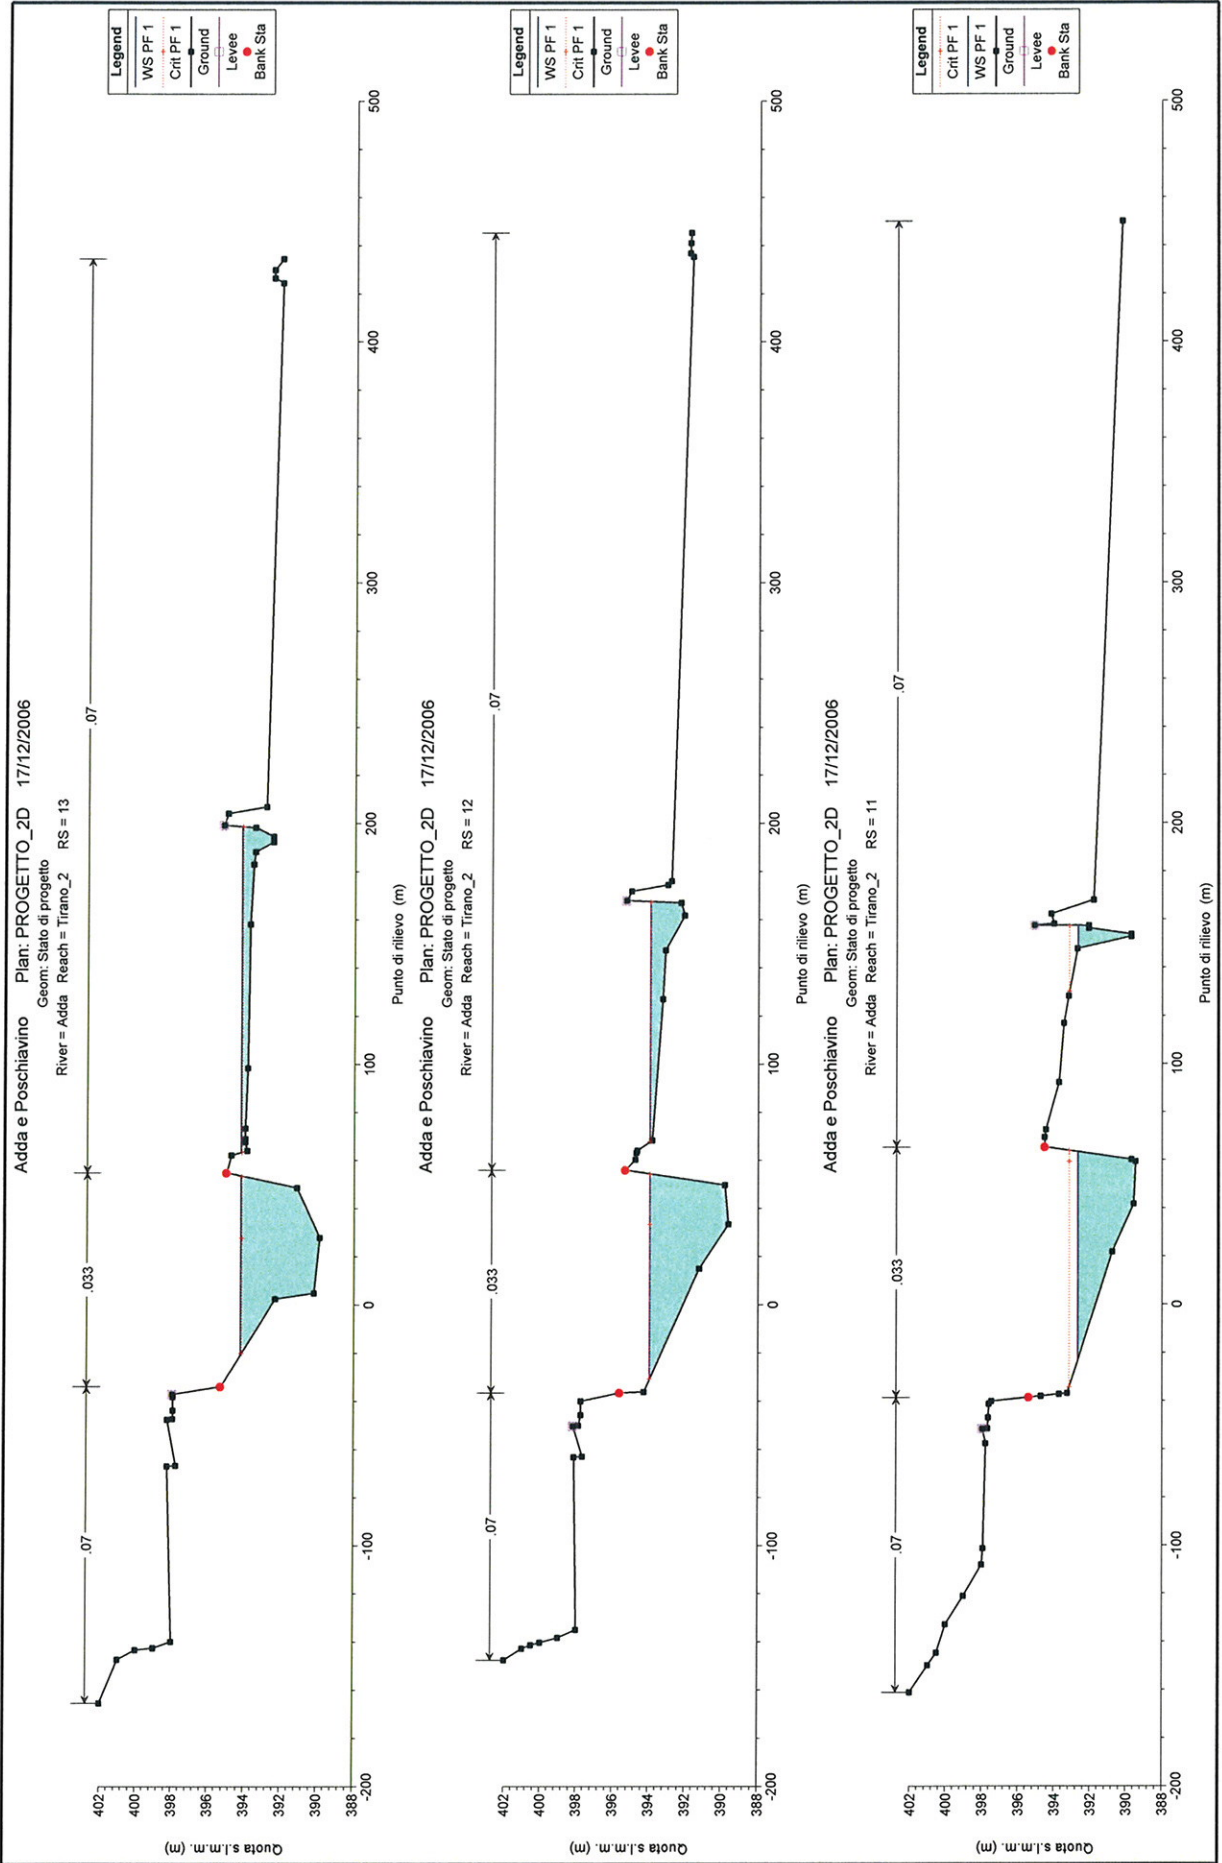 Adda e Poschiavino Plan: PROGETTO_2D 17/12/2006
Geom: Stato di progetto
River = Adda Reach = Tirano_2 RS = 13
.07
.033
.07
Legend
WS PF 1
Crit PF 1
Ground
Levee
Bank Sta
402
400
398
396
394
392
390
388
Quota s.l.m.m. (m)
-200
-100
0
100
200
300
400
500
Punto di rilievo (m)
Adda e Poschiavino Plan: PROGETTO_2D 17/12/2006
Geom: Stato di progetto
River = Adda Reach = Tirano_2 RS = 12
.07
.033
.07
Legend
WS PF 1
Crit PF 1
Ground
Levee
Bank Sta
402
400
398
396
394
392
390
388
Quota s.l.m.m. (m)
-200
-100
0
100
200
300
400
500
Punto di rilievo (m)
Adda e Poschiavino Plan: PROGETTO_2D 17/12/2006
Geom: Stato di progetto
River = Adda Reach = Tirano_2 RS = 11
.07
.033
.07
Legend
Crit PF 1
WS PF 1
Ground
Levee
Bank Sta
402
400
398
396
394
392
390
388
Quota s.l.m.m. (m)
-200
-100
0
100
200
300
400
500
Punto di rilievo (m)